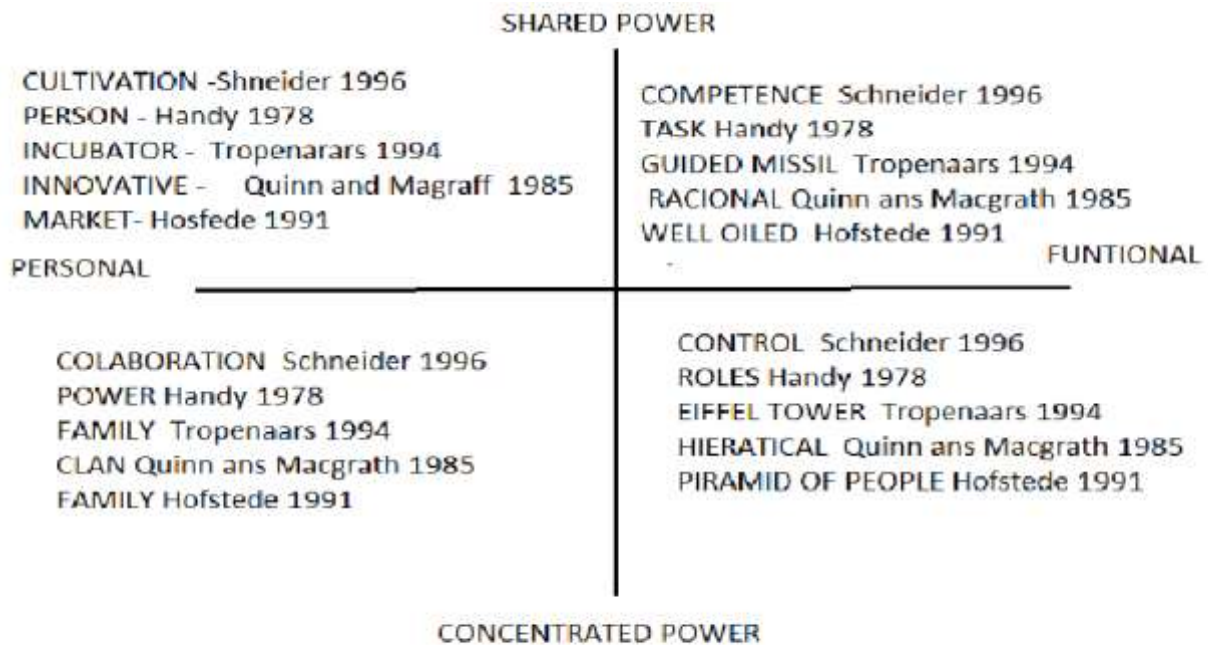 SHARED POWER
CULTIVATION -Shneider 1996
PERSON - Handy 1978
INCUBATOR - Tropenarars 1994
INNOVATIVE - Quinn and Magraff 1985
MARKET- Hosfede 1991
COMPETENCE Schneider 1996
TASK Handy 1978
GUIDED MISSIL Tropenaars 1994
RACIONAL Quinn ans Macgrath 1985
WELL OILED Hofstede 1991
PERSONAL
FUNTIONAL
COLABORATION Schneider 1996
POWER Handy 1978
FAMILY Tropenaars 1994
CLAN Quinn ans Macgrath 1985
FAMILY Hofstede 1991
CONTROL Schneider 1996
ROLES Handy 1978
EIFFEL TOWER Tropenaars 1994
HIERATICAL Quinn ans Macgrath 1985
PIRAMID OF PEOPLE Hofstede 1991
CONCENTRATED POWER